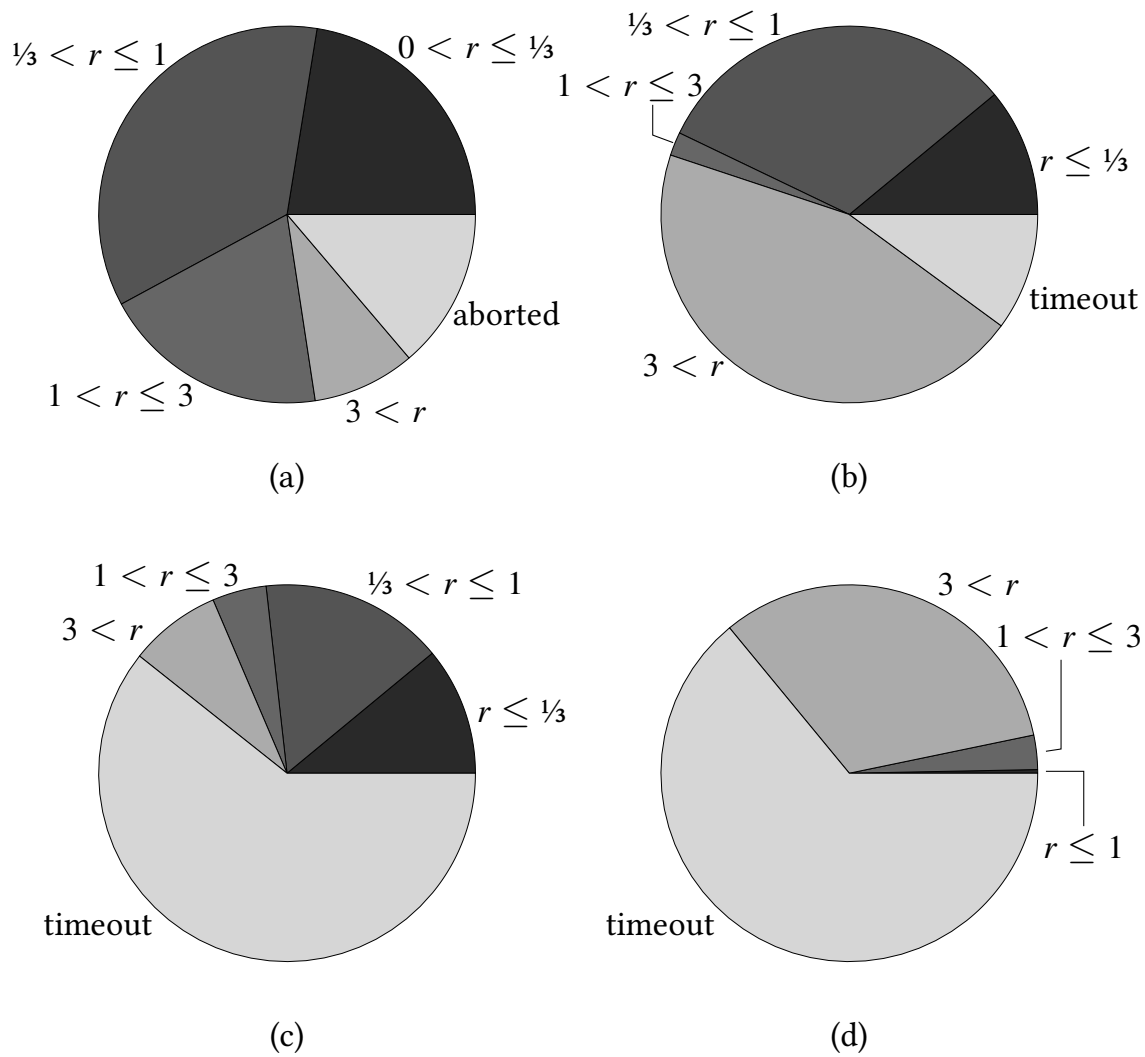 ⅓ < r ≤ 1
0 < r ≤ ⅓
1 < r ≤ 3
3 < r
aborted
(a)
⅓ < r ≤ 1
1 < r ≤ 3
r ≤ ⅓
3 < r
timeout
(b)
1 < r ≤ 3
⅓ < r ≤ 1
3 < r
r ≤ ⅓
timeout
(c)
3 < r
1 < r ≤ 3
r ≤ 1
timeout
(d)